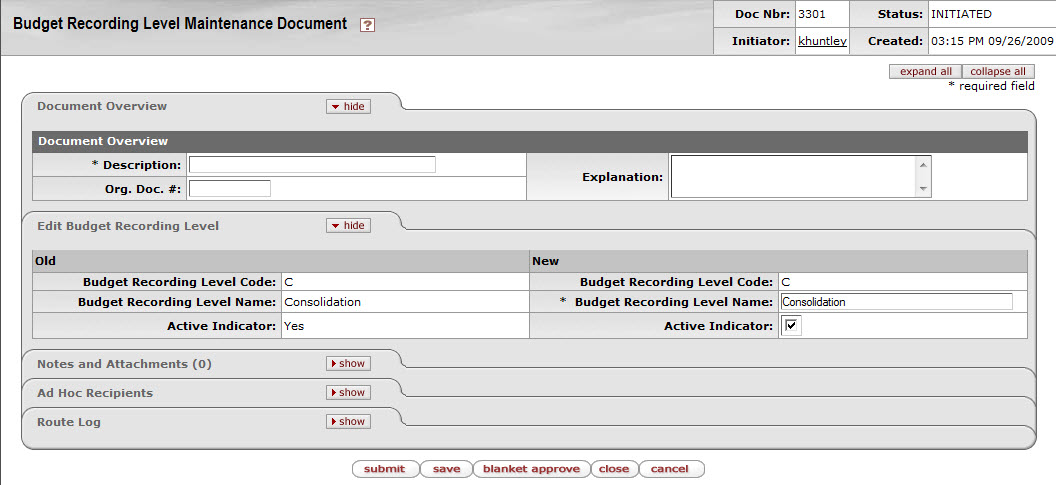 Budget Recording Level Maintenance Document ?
Doc Nbr: 3301 Status: INITIATED
Initiator: khuntley Created: 03:15 PM 09/26/2009
expand all collapse all
* required field
Document Overview hide
Document Overview
* Description: Explanation:
Org. Doc. #:
Edit Budget Recording Level hide
Old New
Budget Recording Level Code: C Budget Recording Level Code: C
Budget Recording Level Name: Consolidation * Budget Recording Level Name: Consolidation
Active Indicator: Yes Active Indicator:
Notes and Attachments (0) show
Ad Hoc Recipients show
Route Log show
submit save blanket approve close cancel